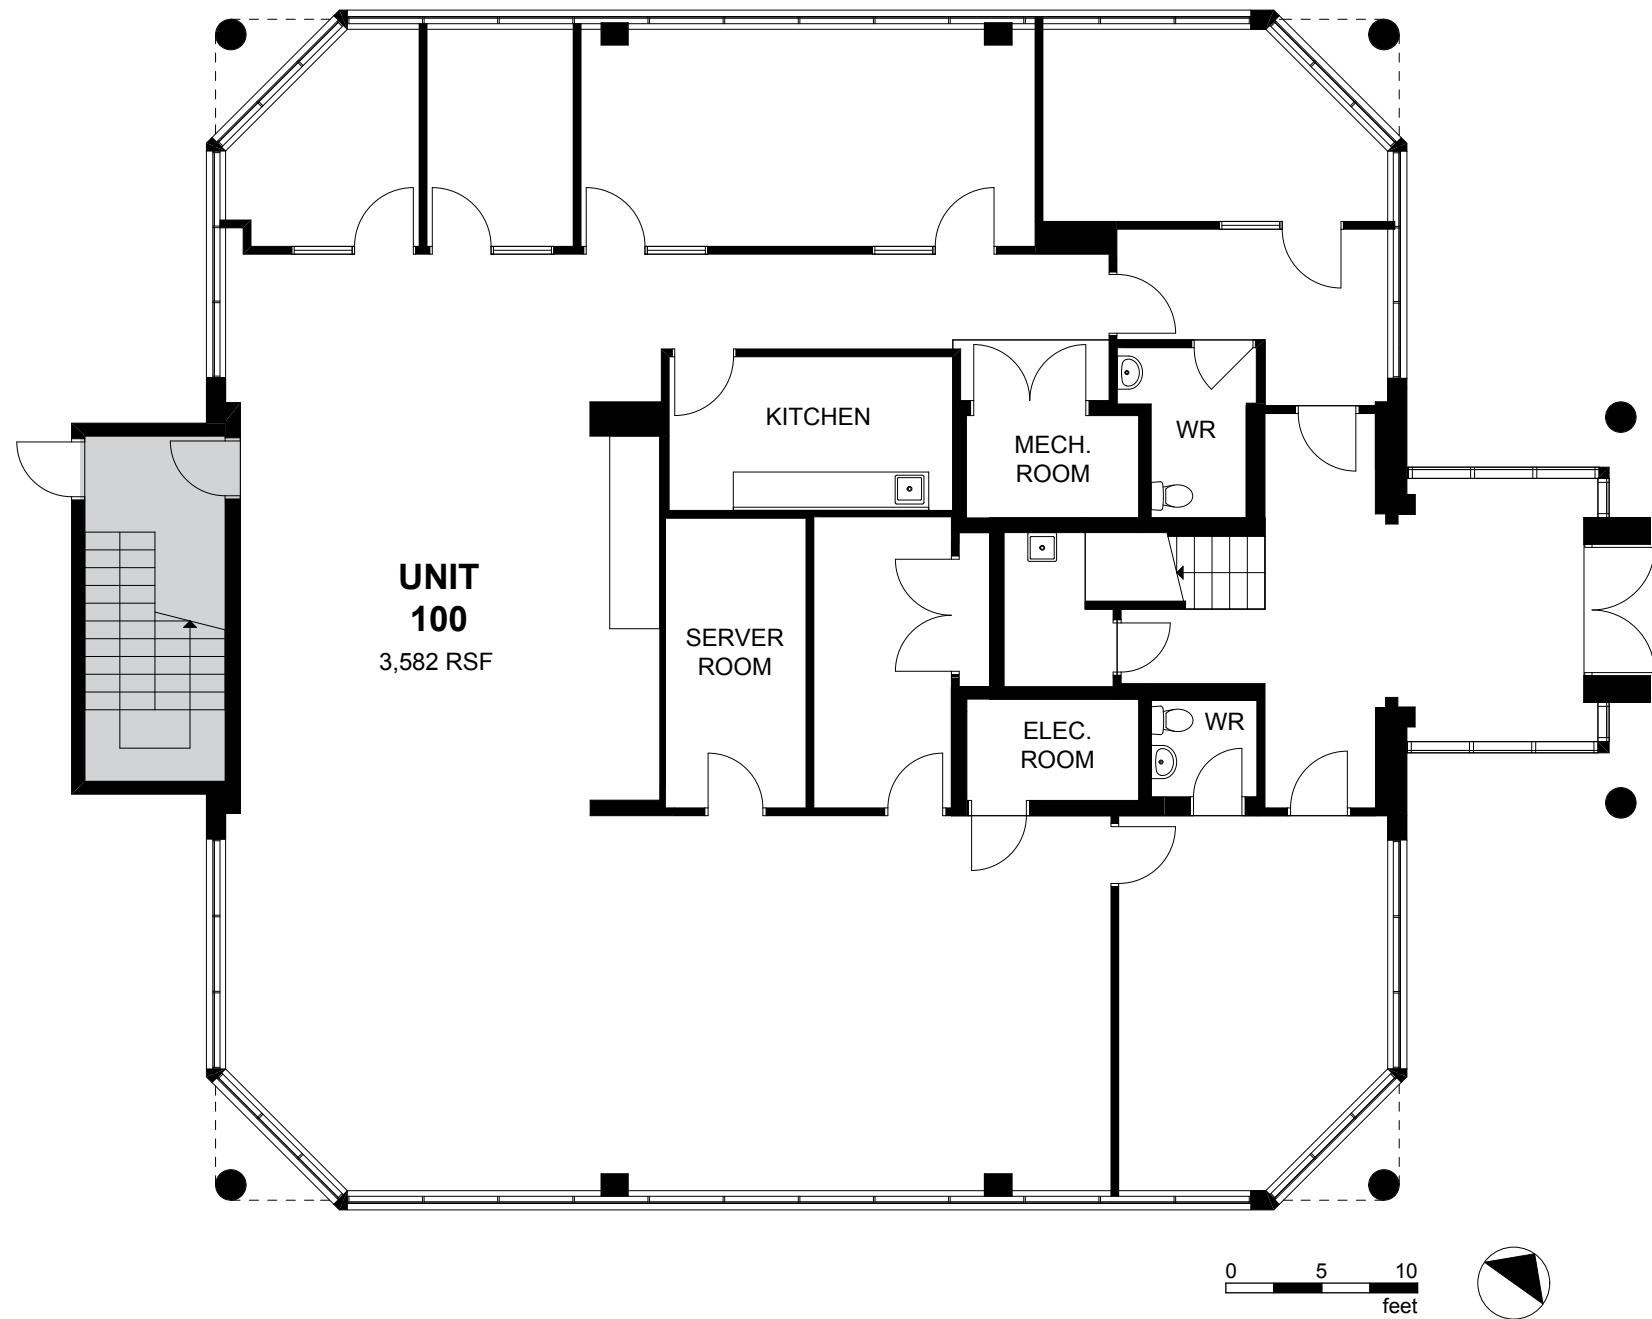 KITCHEN
MECH.
ROOM
WR
UNIT
100
3,582 RSF
SERVER
ROOM
ELEC.
ROOM
WR
0 5 10
feet